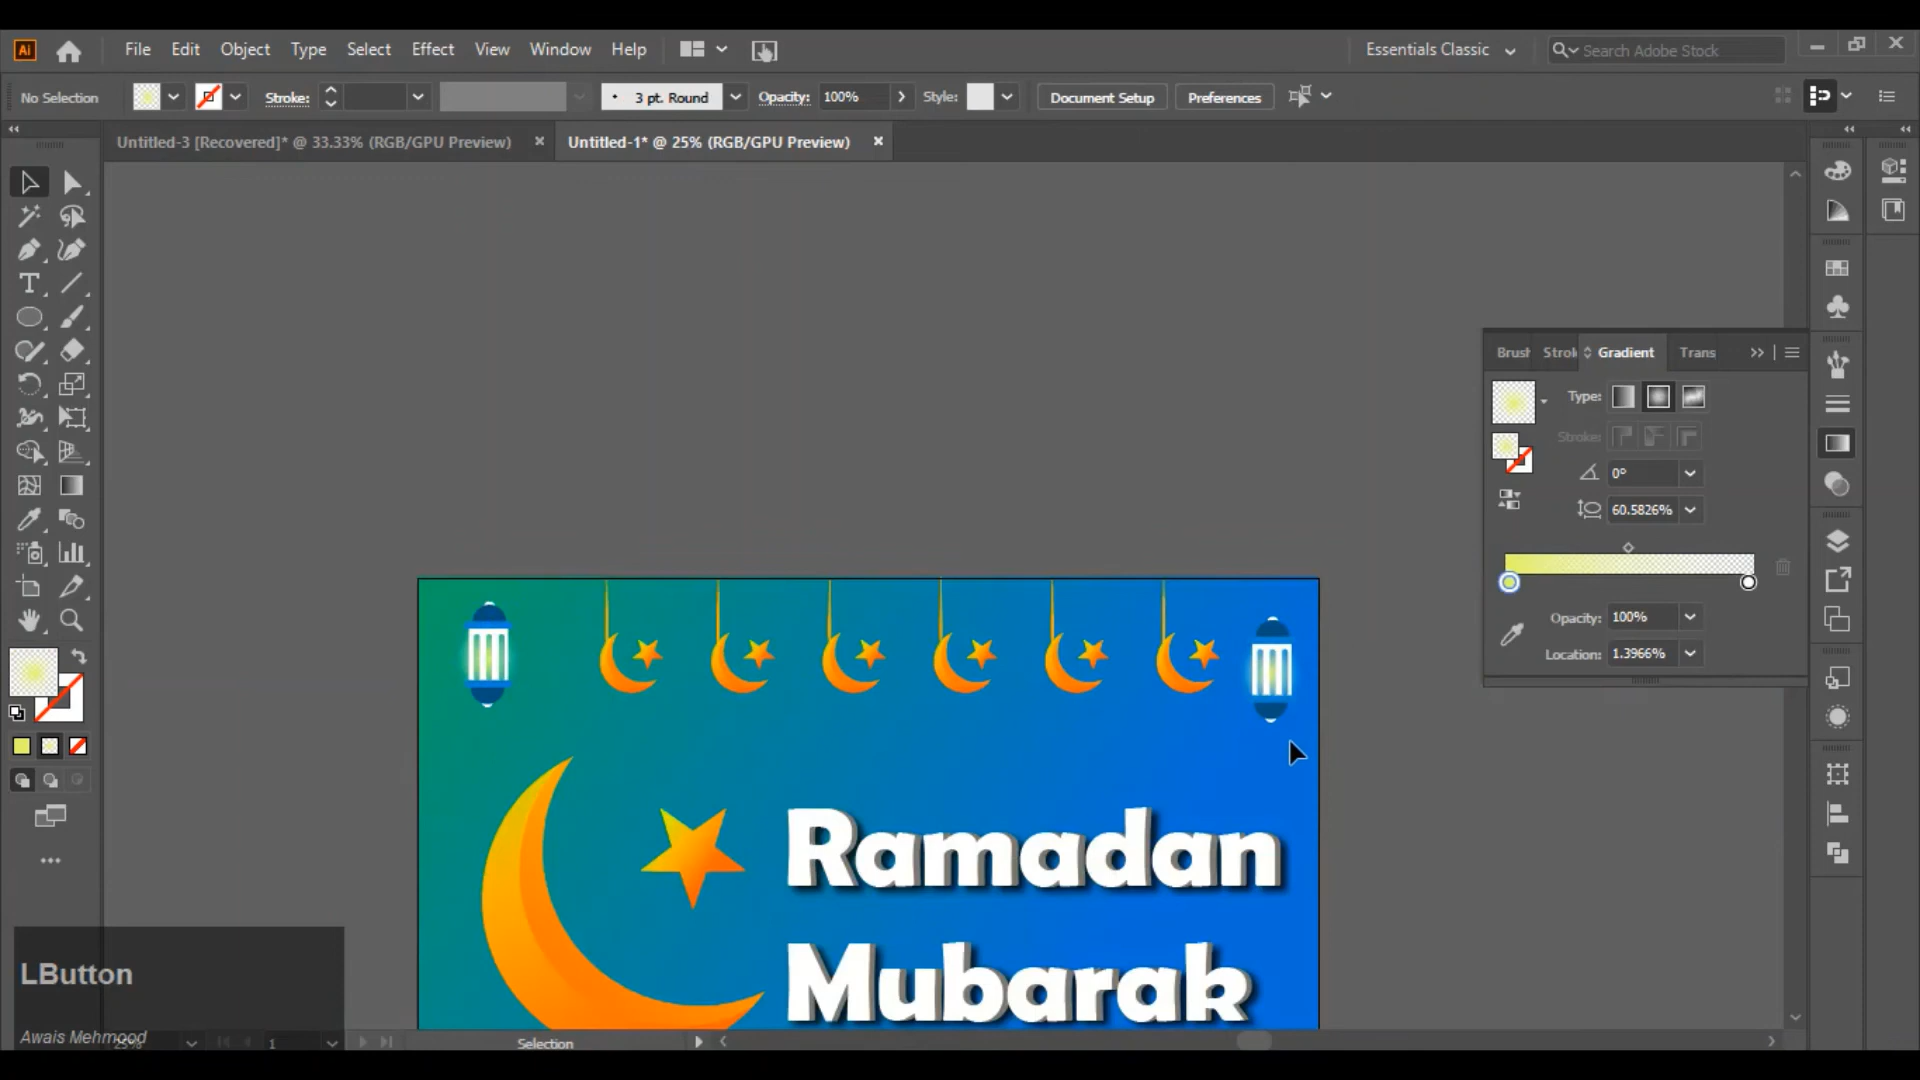 Ai File Edit Object Type Select Effect View Window Help Essentials Classic Search Adobe Stock
No Selection Stroke: 3 pt. Round Opacity: 100% Style: Document Setup Preferences
Untitled-3 [Recovered]* @ 33.33% (RGB/GPU Preview) Untitled-1* @ 25% (RGB/GPU Preview)
Brush Strok Gradient Trans
Type:
Stroke:
0°
60.5826%
Opacity: 100%
Location: 1.3966%
Ramadan
Mubarak
LButton
Awais Mehmood
25% 1 Selection